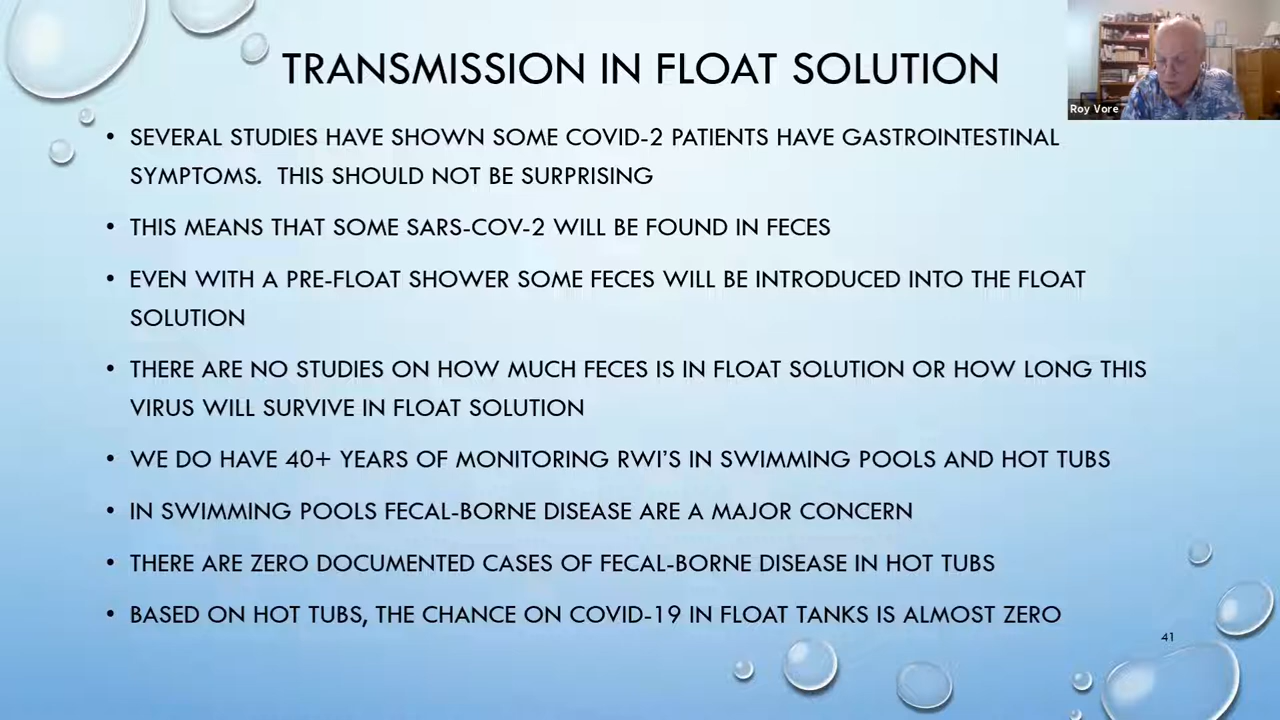 TRANSMISSION IN FLOAT SOLUTION
Roy Vore
• SEVERAL STUDIES HAVE SHOWN SOME COVID-2 PATIENTS HAVE GASTROINTESTINAL
SYMPTOMS. THIS SHOULD NOT BE SURPRISING
• THIS MEANS THAT SOME SARS-COV-2 WILL BE FOUND IN FECES
• EVEN WITH A PRE-FLOAT SHOWER SOME FECES WILL BE INTRODUCED INTO THE FLOAT
SOLUTION
• THERE ARE NO STUDIES ON HOW MUCH FECES IS IN FLOAT SOLUTION OR HOW LONG THIS
VIRUS WILL SURVIVE IN FLOAT SOLUTION
• WE DO HAVE 40+ YEARS OF MONITORING RWI'S IN SWIMMING POOLS AND HOT TUBS
• IN SWIMMING POOLS FECAL-BORNE DISEASE ARE A MAJOR CONCERN
• THERE ARE ZERO DOCUMENTED CASES OF FECAL-BORNE DISEASE IN HOT TUBS
• BASED ON HOT TUBS, THE CHANCE ON COVID-19 IN FLOAT TANKS IS ALMOST ZERO
41